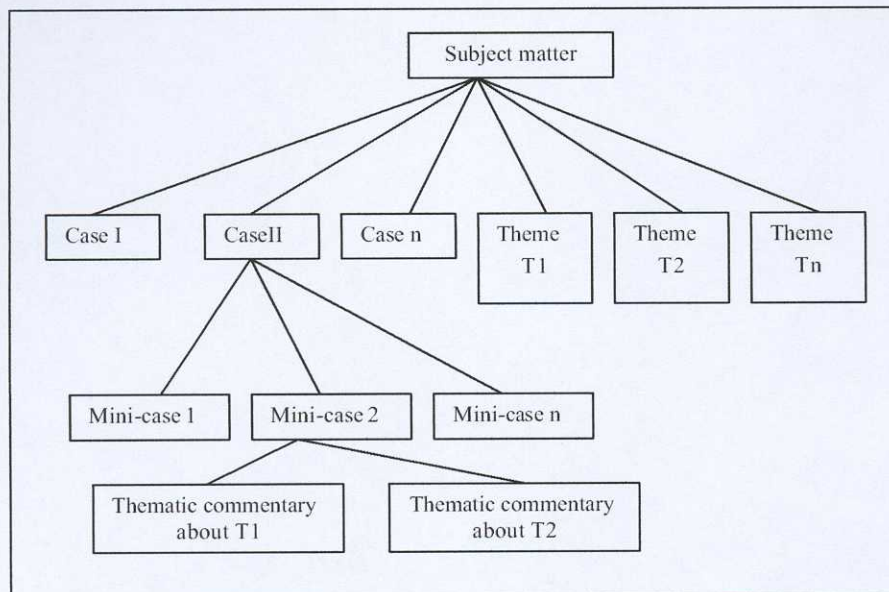 Subject matter
Case I
CaseII
Case n
Theme
T1
Theme
T2
Theme
Tn
Mini-case 1
Mini-case 2
Mini-case n
Thematic commentary
about T1
Thematic commentary
about T2